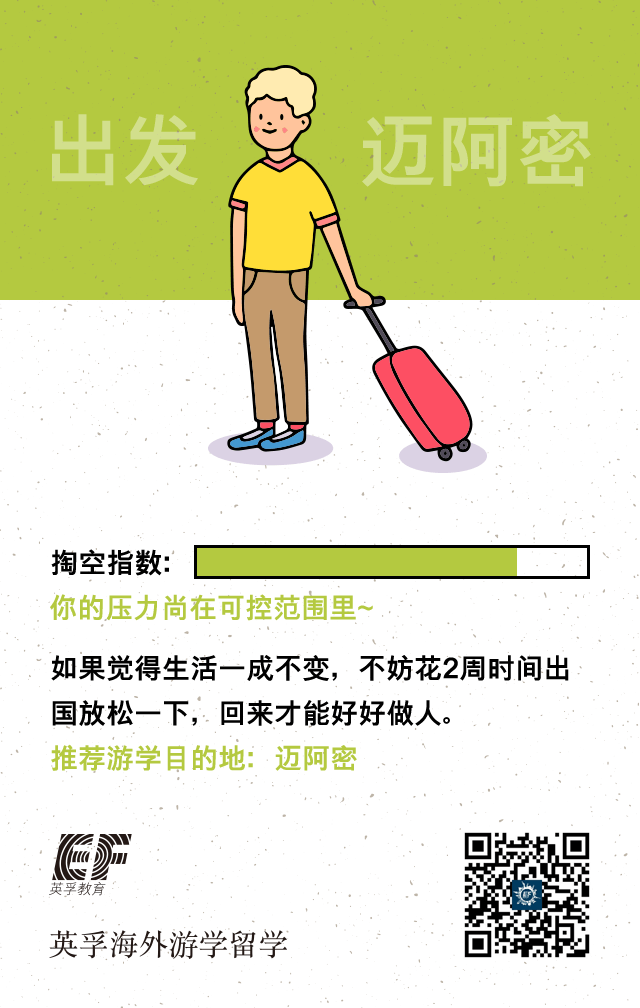 出发 迈阿密
掏空指数:
你的压力尚在可控范围里~
如果觉得生活一成不变，不妨花2周时间出
国放松一下，回来才能好好做人。
推荐游学目的地：迈阿密
EF
英孚教育
英孚海外游学留学